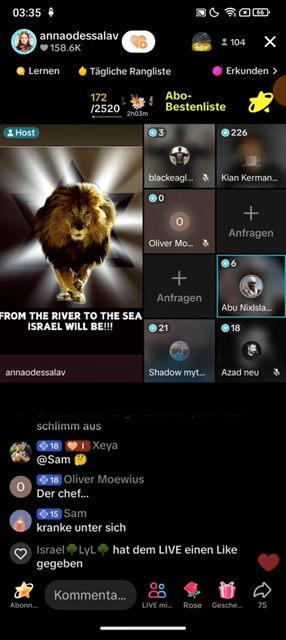 03:35
66
annaodessalav
158.6K
104
Lernen
Tägliche Rangliste
Erkunden >
172
/2520
2h03m
Abo-
Bestenliste
Host
3
blackeagl...
226
Kian Kerman...
0
O
Oliver Mo...
+
Anfragen
+
Anfragen
6
Abu NixIsla...
FROM THE RIVER TO THE SEA
ISRAEL WILL BE!!!
annaodessalav
21
Shadow myt...
18
Azad neu
schlimm aus
18 I Xeya
@Sam 🤔
O
18 Oliver Moewius
Der chef...
15 Sam
kranke unter sich
Israel🌳LyL🌳 hat dem LIVE einen Like
gegeben
Abonn...
Kommenta...
LIVE mi...
Rose
Gesche...
75